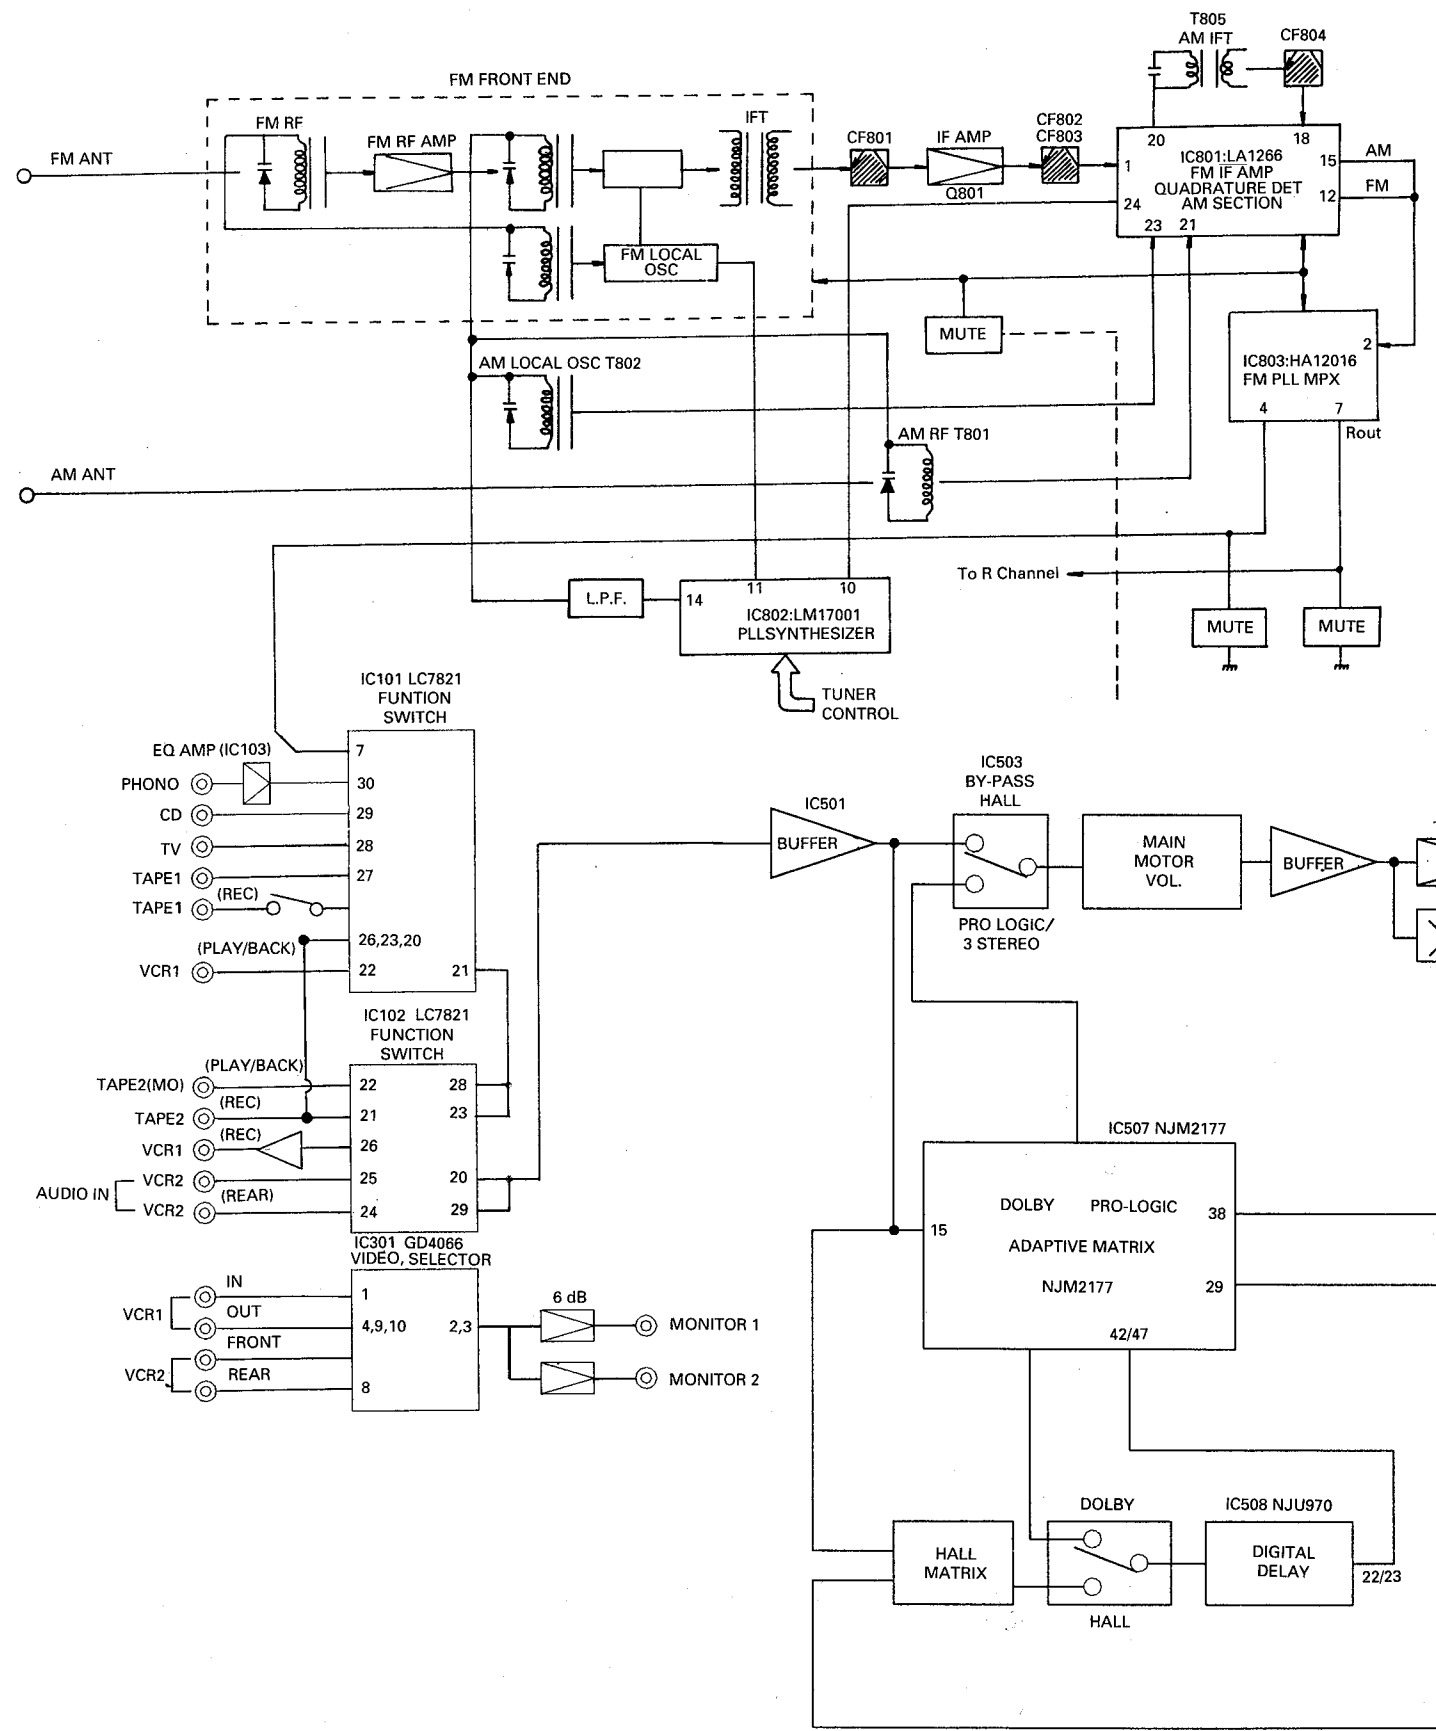 T805
AM IFT
CF804
FM FRONT END
FM RF
FM RF AMP
IFT
CF801
IF AMP
CF802
CF803
Q801
FM ANT
20
18
1
IC801:LA1266
FM IF AMP
QUADRATURE DET
AM SECTION
15
AM
12
FM
24
23
21
FM LOCAL
OSC
MUTE
IC803:HA12016
FM PLL MPX
2
4
7
Rout
AM LOCAL OSC T802
AM RF T801
AM ANT
To R Channel
L.P.F.
14
11
10
IC802:LM17001
PLLSYNTHESIZER
MUTE
MUTE
TUNER
CONTROL
IC101 LC7821
FUNTION
SWITCH
EQ AMP (IC103)
7
PHONO
30
CD
29
TV
28
TAPE1
27
TAPE1
(REC)
26,23,20
(PLAY/BACK)
VCR1
22
21
IC501
BUFFER
IC503
BY-PASS
HALL
PRO LOGIC/
3 STEREO
MAIN
MOTOR
VOL.
BUFFER
IC102 LC7821
FUNCTION
SWITCH
(PLAY/BACK)
TAPE2(MO)
22
28
(REC)
TAPE2
21
23
(REC)
VCR1
26
AUDIO IN
VCR2
25
20
(REAR)
VCR2
24
29
IC301 GD4066
VIDEO, SELECTOR
IN
1
VCR1
OUT
4,9,10
2,3
FRONT
VCR2
REAR
8
6 dB
MONITOR 1
MONITOR 2
IC507 NJM2177
DOLBY PRO-LOGIC
15
38
ADAPTIVE MATRIX
NJM2177
29
42/47
DOLBY
IC508 NJU970
HALL
MATRIX
DIGITAL
DELAY
22/23
HALL